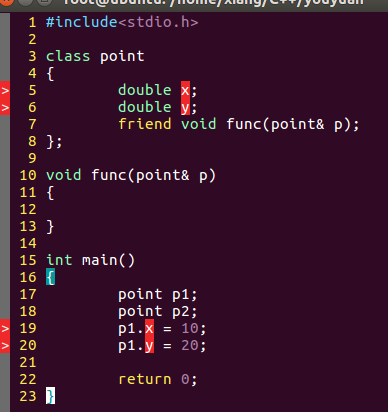 root@ubuntu: /home/xiang/C++/youyuan
1 #include<stdio.h>
2
3 class point
4 {
> 5 double x;
> 6 double y;
7 friend void func(point& p);
8 };
9
10 void func(point& p)
11 {
12
13 }
14
15 int main()
16 {
17 point p1;
18 point p2;
> 19 p1.x = 10;
> 20 p1.y = 20;
21
22 return 0;
23 }